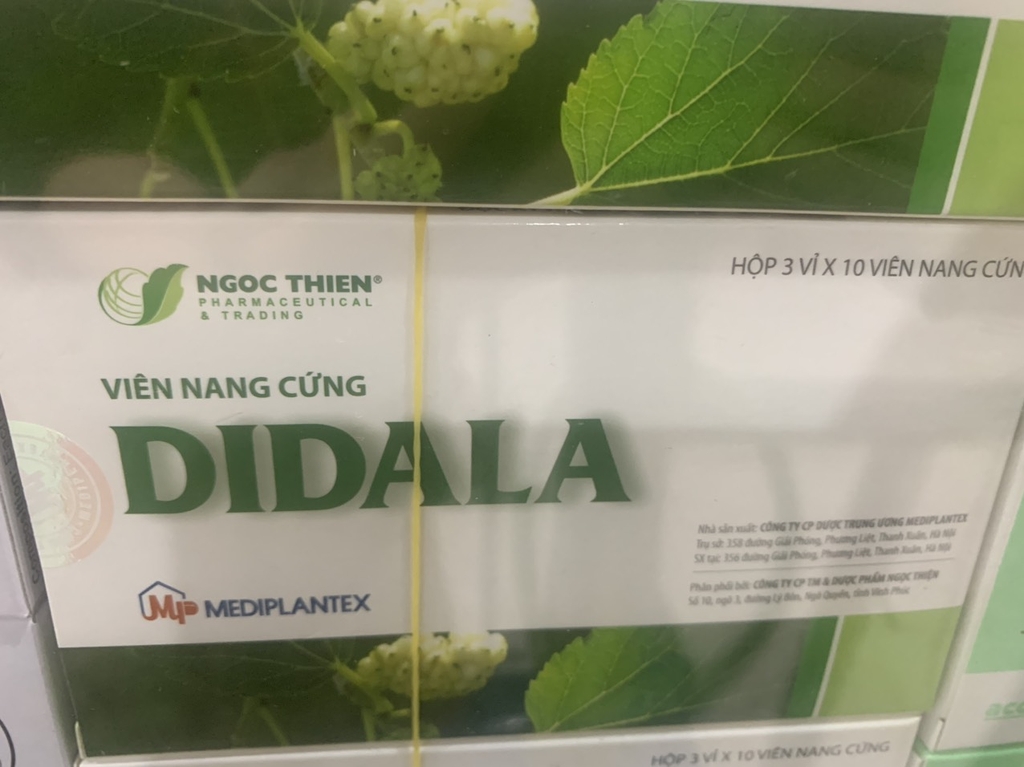 NGOC THIEN®
PHARMACEUTICAL
& TRADING
HỘP 3 VỈ X 10 VIÊN NANG CỨN
VIÊN NANG CỨNG
DIDALA
Nhà sản xuất: CÔNG TY CP DƯỢC TRUNG ƯƠNG MEDIPLANTEX
Trụ sở: 358 đường Giải Phóng, Phương Liệt, Thanh Xuân, Hà Nội
SX tại: 356 đường Giải Phóng, Phương Liệt, Thanh Xuân, Hà Nội
Phân phối bởi: CÔNG TY CP TM & DƯỢC PHẨM NGỌC THIỆN
Số 10, ngõ 3, đường Lý Bôn, Ngô Quyền, tỉnh Vĩnh Phúc
MP MEDIPLANTEX
HỘP 3 VỈ X 10 VIÊN NANG CỨNG